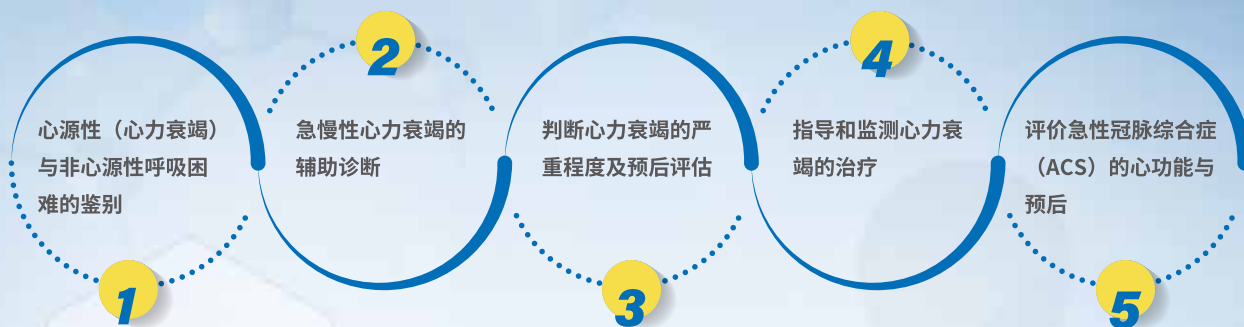 1
心源性（心力衰竭）
与非心源性呼吸困
难的鉴别
2
急慢性心力衰竭的
辅助诊断
3
判断心力衰竭的严
重程度及预后评估
4
指导和监测心力衰
竭的治疗
5
评价急性冠脉综合症
（ACS）的心功能与
预后